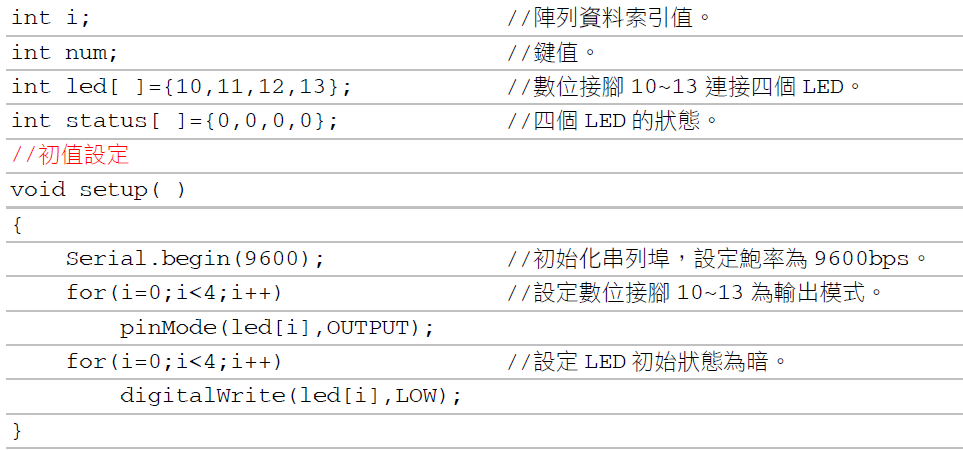 int i; //陣列資料索引值。
int num; //鍵值。
int led[ ]={10,11,12,13}; //數位接腳 10~13 連接四個 LED。
int status[ ]={0,0,0,0}; //四個 LED 的狀態。
//初值設定
void setup( )
{
Serial.begin(9600); //初始化串列埠，設定鮑率為 9600bps。
for(i=0;i<4;i++) //設定數位接腳 10~13 為輸出模式。
pinMode(led[i],OUTPUT);
for(i=0;i<4;i++) //設定 LED 初始狀態為暗。
digitalWrite(led[i],LOW);
}